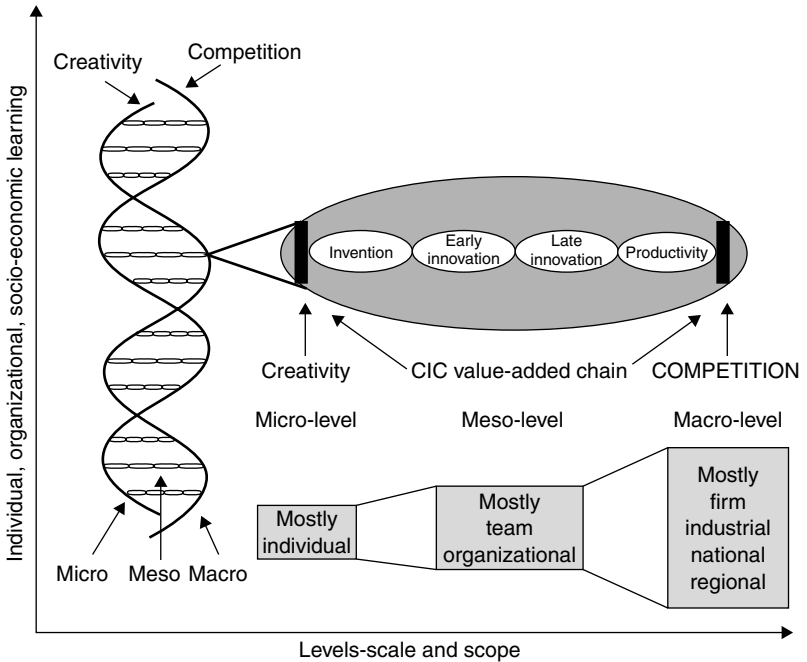 Individual, organizational, socio-economic learning
Creativity
Competition
Invention
Early
innovation
Late
innovation
Productivity
Creativity
CIC value-added chain
COMPETITION
Micro-level
Meso-level
Macro-level
Mostly
individual
Mostly
team
organizational
Mostly
firm
industrial
national
regional
Micro
Meso
Macro
Levels-scale and scope